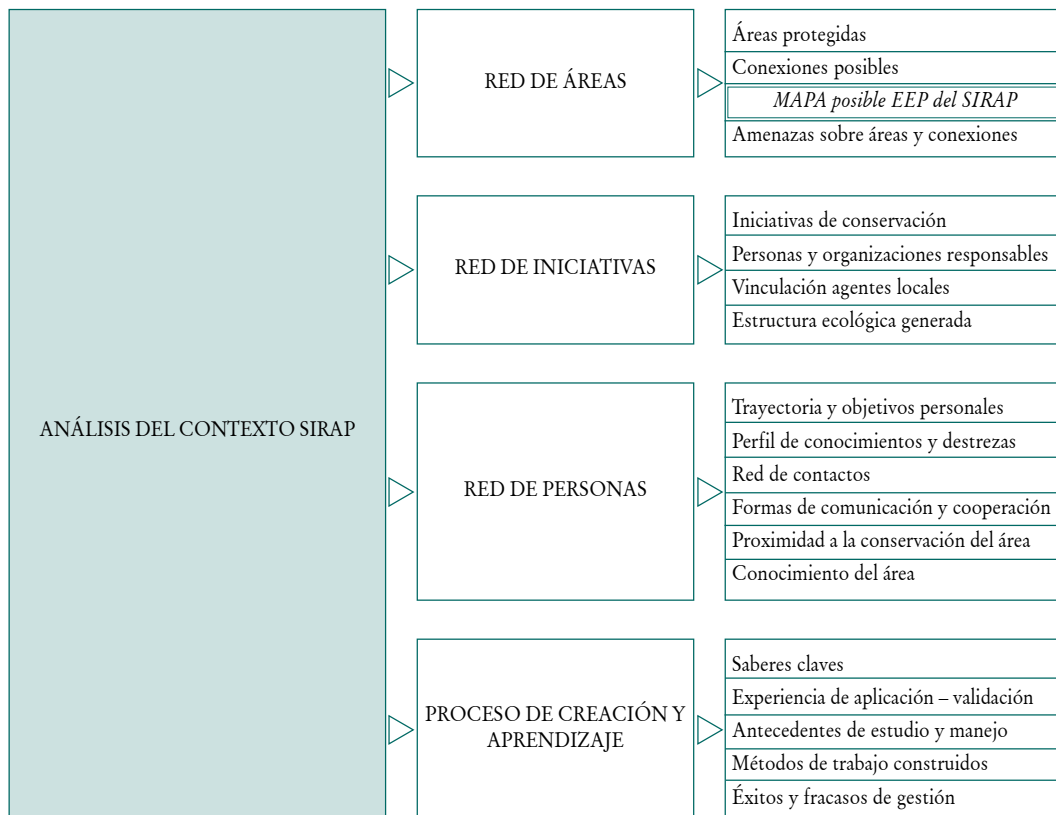 ANÁLISIS DEL CONTEXTO SIRAP
RED DE ÁREAS
Áreas protegidas
Conexiones posibles
MAPA posible EEP del SIRAP
Amenazas sobre áreas y conexiones
RED DE INICIATIVAS
Iniciativas de conservación
Personas y organizaciones responsables
Vinculación agentes locales
Estructura ecológica generada
RED DE PERSONAS
Trayectoria y objetivos personales
Perfil de conocimientos y destrezas
Red de contactos
Formas de comunicación y cooperación
Proximidad a la conservación del área
Conocimiento del área
PROCESO DE CREACIÓN Y
APRENDIZAJE
Saberes claves
Experiencia de aplicación – validación
Antecedentes de estudio y manejo
Métodos de trabajo construidos
Éxitos y fracasos de gestión